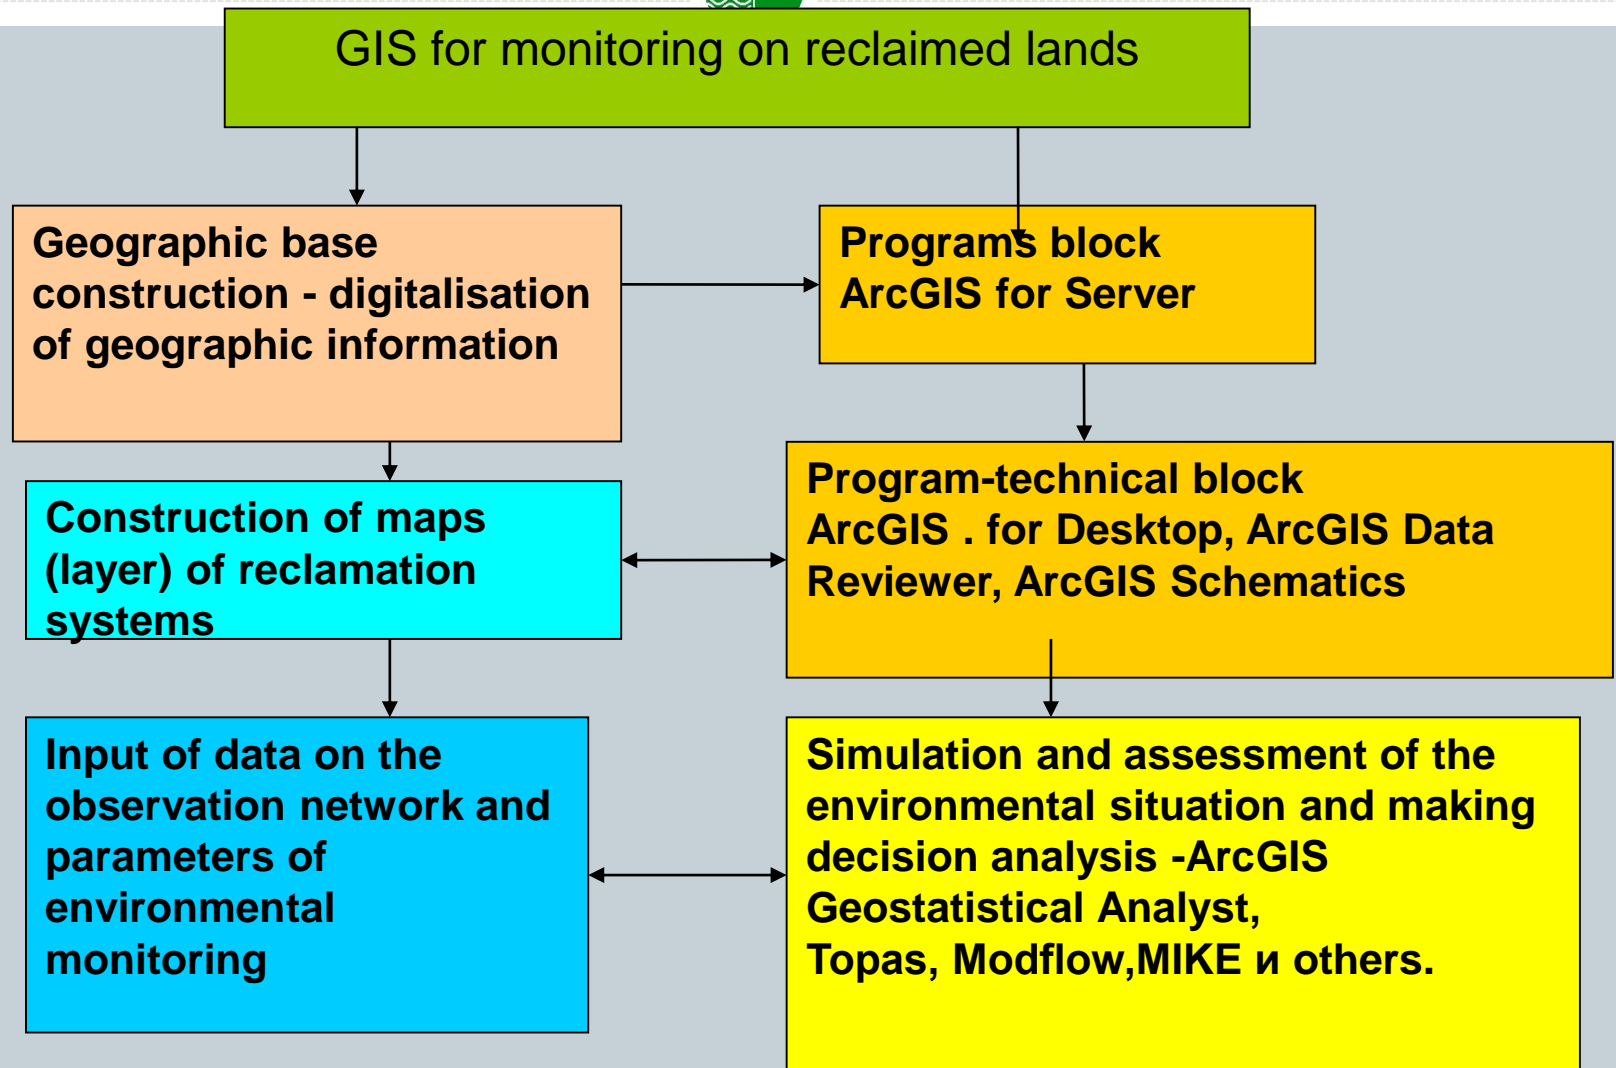 GIS for monitoring on reclaimed lands
Geographic base
construction - digitalisation
of geographic information
Programs block
ArcGIS for Server
Construction of maps
(layer) of reclamation
systems
Program-technical block
ArcGIS . for Desktop, ArcGIS Data
Reviewer, ArcGIS Schematics
Input of data on the
observation network and
parameters of
environmental
monitoring
Simulation and assessment of the
environmental situation and making
decision analysis -ArcGIS
Geostatistical Analyst,
Topas, Modflow,MIKE и others.